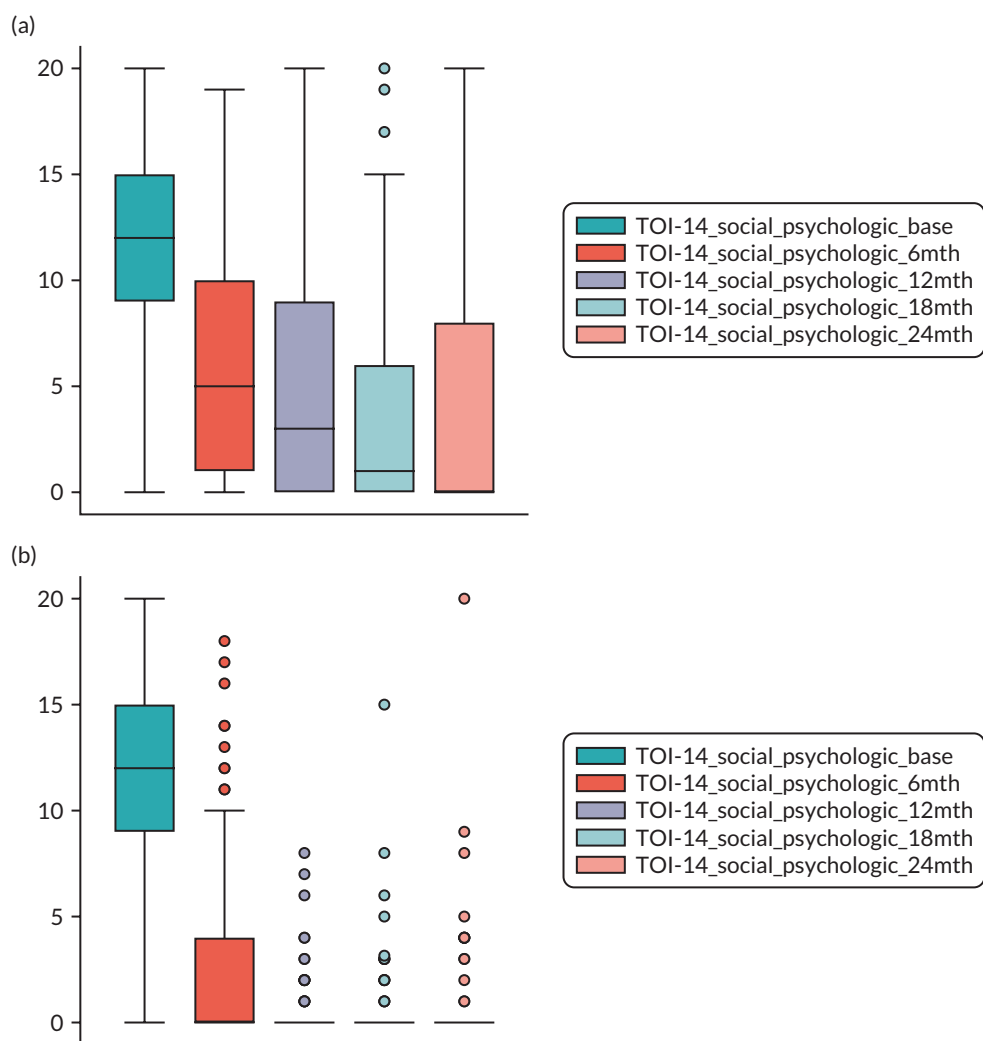 (a)
20
15
10
5
0
TOI-14_social_psychologic_base
TOI-14_social_psychologic_6mth
TOI-14_social_psychologic_12mth
TOI-14_social_psychologic_18mth
TOI-14_social_psychologic_24mth
(b)
20
15
10
5
0
TOI-14_social_psychologic_base
TOI-14_social_psychologic_6mth
TOI-14_social_psychologic_12mth
TOI-14_social_psychologic_18mth
TOI-14_social_psychologic_24mth